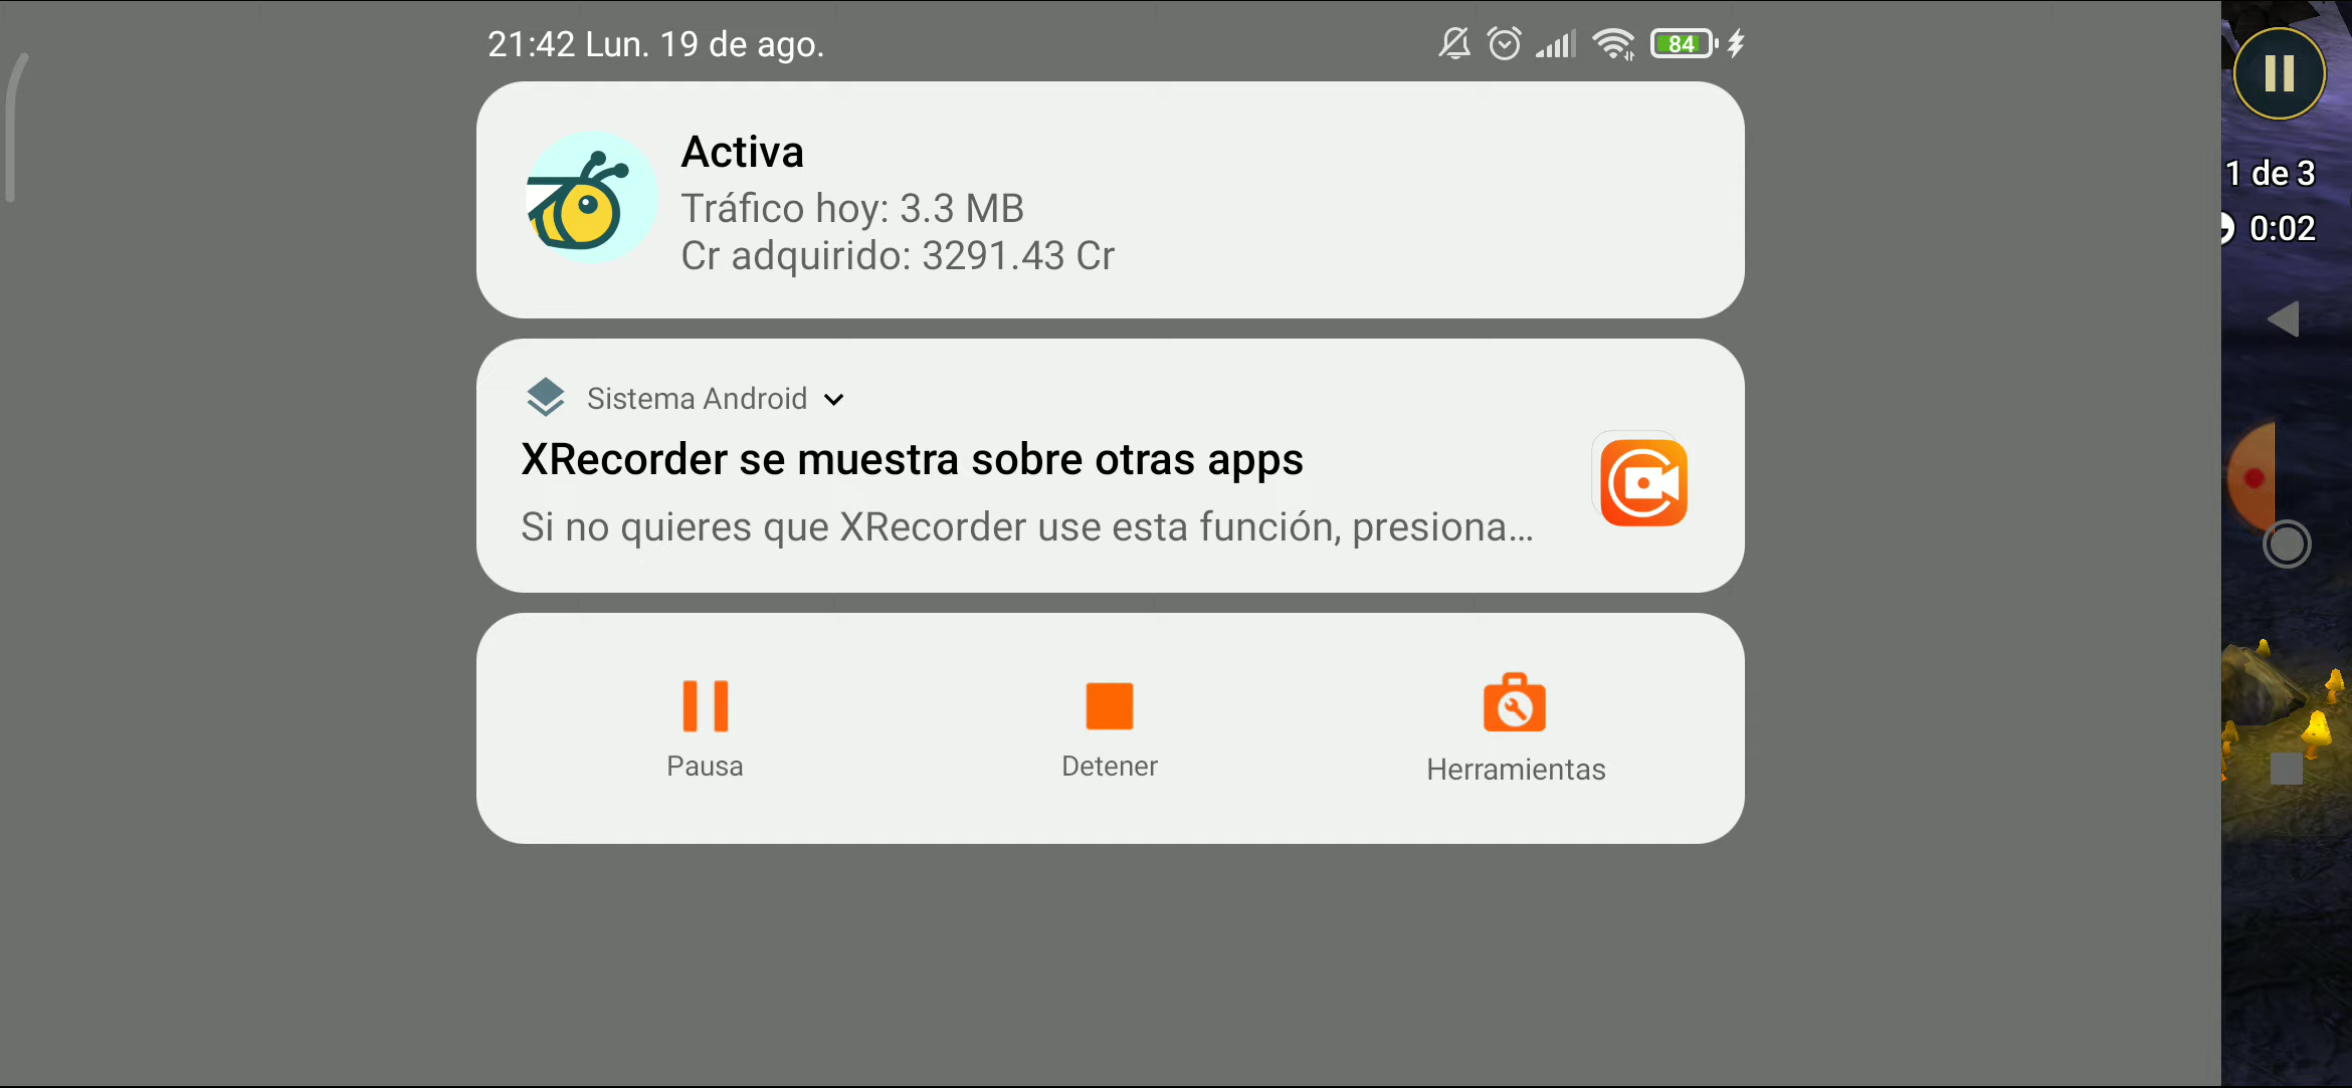 21:42 Lun. 19 de ago.
84
Activa
Tráfico hoy: 3.3 MB
Cr adquirido: 3291.43 Cr
1 de 3
0:02
Sistema Android
XRecorder se muestra sobre otras apps
Si no quieres que XRecorder use esta función, presiona...
Pausa
Detener
Herramientas